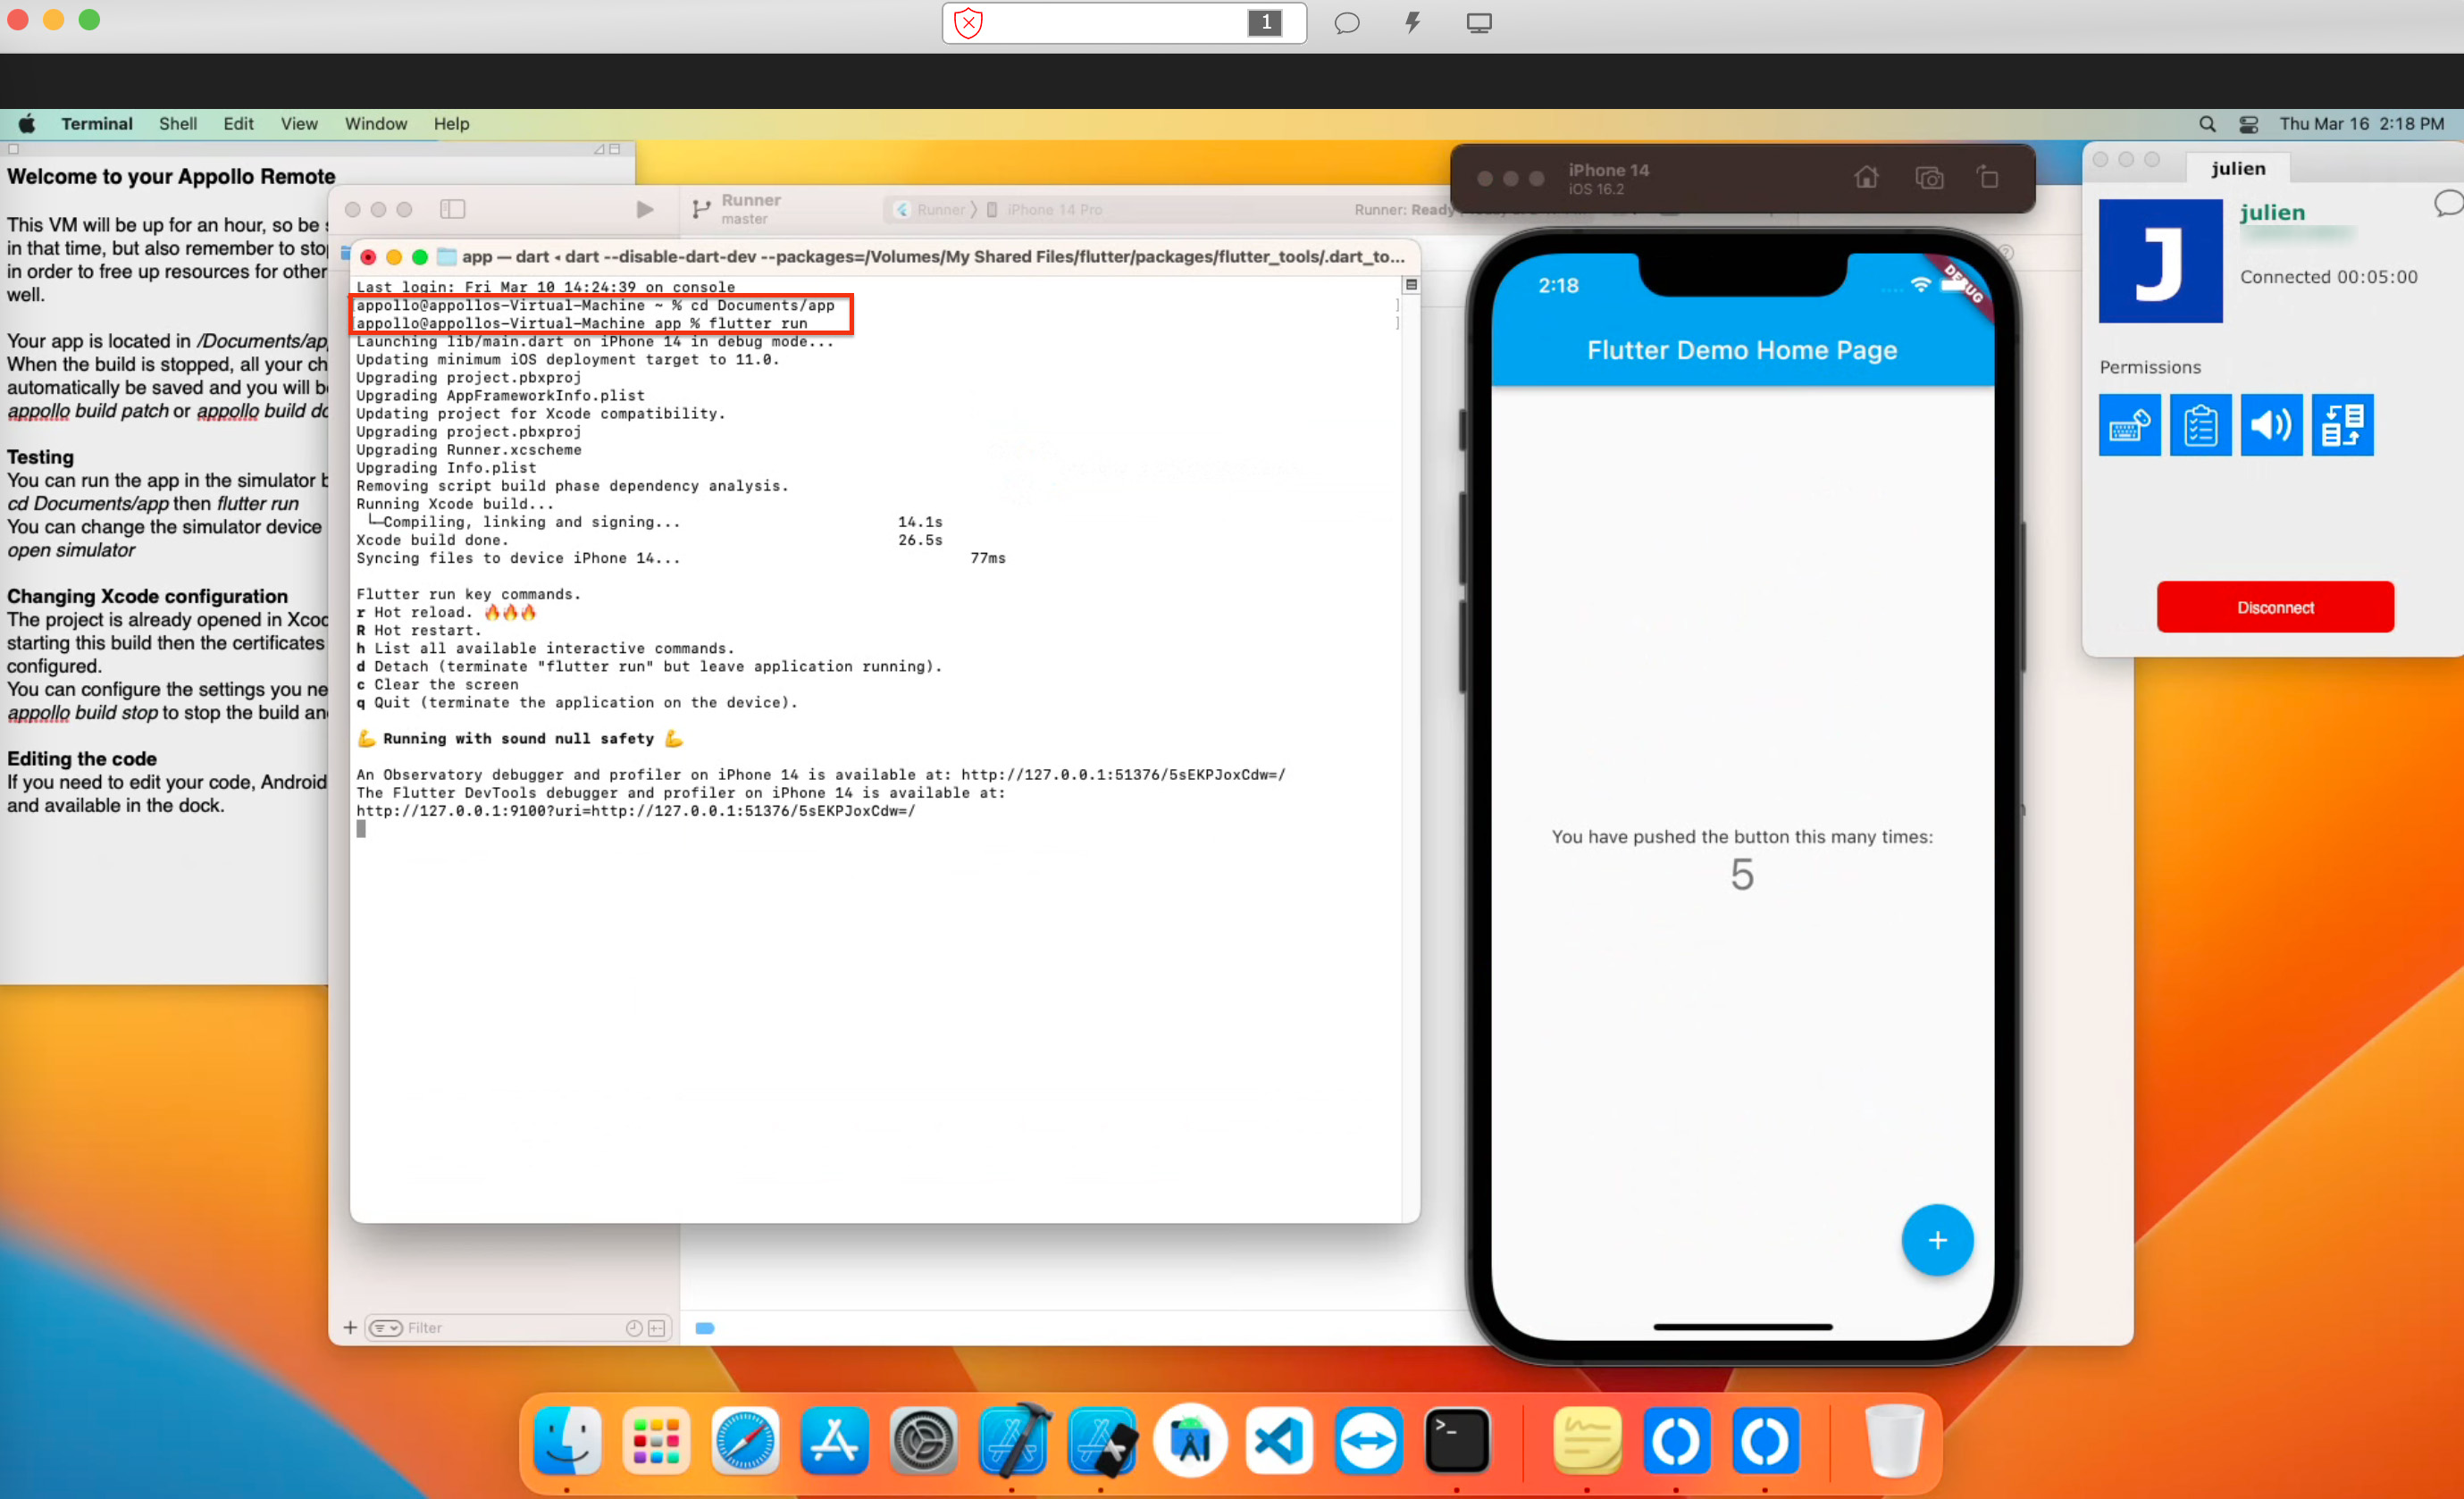 1
Terminal Shell Edit View Window Help
Thu Mar 16 2:18 PM
Welcome to your Appollo Remote
This VM will be up for an hour, so be
in that time, but also remember to
in order to free up resources for other
well.
Your app is located in
When the build is stopped, all your
automatically be saved and you will
appollo build patch or appollo build
Testing
You can run the app in the simulator
cd Documents/app then flutter run
You can change the simulator device
open simulator
Changing Xcode configuration
The project is already opened in
starting this build then the certificates
configured.
You can configure the settings you
appollo build stop to stop the build
Editing the code
If you need to edit your code, Android
and available in the dock.
Runner
master
Runner 〉 iPhone 14 Pro
Runner: Ready
app — dart ◂ dart --disable-dart-dev --packages=/Volumes/My Shared Files/flutter/packages/flutter_tools/.dart_to...
Last login: Fri Mar 10 14:24:39 on console
[appollo@appollos-Virtual-Machine ~ % cd Documents/app ]
[appollo@appollos-Virtual-Machine app % flutter run ]
Launching lib/main.dart on iPhone 14 in debug mode...
Updating minimum iOS deployment target to 11.0.
Upgrading project.pbxproj
Upgrading AppFrameworkInfo.plist
Updating project for Xcode compatibility.
Upgrading project.pbxproj
Upgrading Runner.xcscheme
Upgrading Info.plist
Removing script build phase dependency analysis.
Running Xcode build...
└─Compiling, linking and signing... 14.1s
Xcode build done. 26.5s
Syncing files to device iPhone 14... 77ms
Flutter run key commands.
r Hot reload. 🔥🔥🔥
R Hot restart.
h List all available interactive commands.
d Detach (terminate "flutter run" but leave application running).
c Clear the screen
q Quit (terminate the application on the device).
💪 Running with sound null safety 💪
An Observatory debugger and profiler on iPhone 14 is available at: http://127.0.0.1:51376/5sEKPJoxCdw=/
The Flutter DevTools debugger and profiler on iPhone 14 is available at:
http://127.0.0.1:9100?uri=http://127.0.0.1:51376/5sEKPJoxCdw=/
Filter
iPhone 14
iOS 16.2
2:18
DEBUG
Flutter Demo Home Page
You have pushed the button this many times:
5
+
julien
J
julien
Connected 00:05:00
Permissions
Disconnect